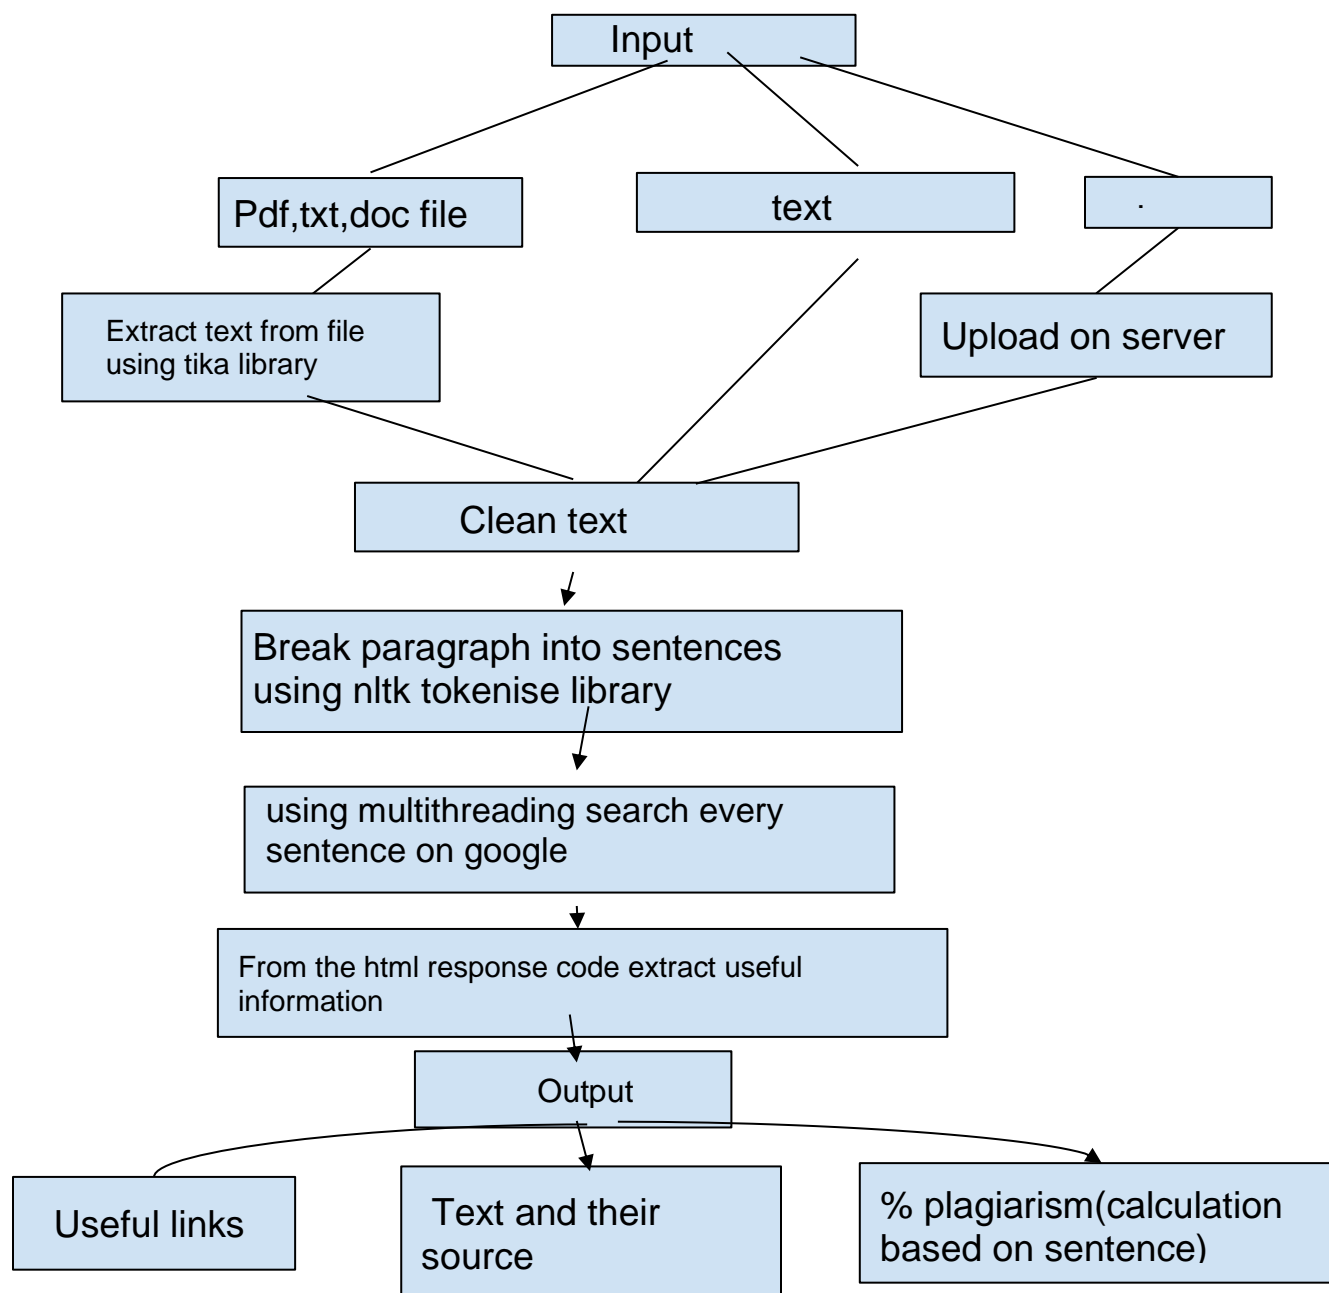 Input
Pdf,txt,doc file
text
.
Extract text from file
using tika library
Upload on server
Clean text
Break paragraph into sentences
using nltk tokenise library
using multithreading search every
sentence on google
From the html response code extract useful
information
Output
Useful links
Text and their
source
% plagiarism(calculation
based on sentence)